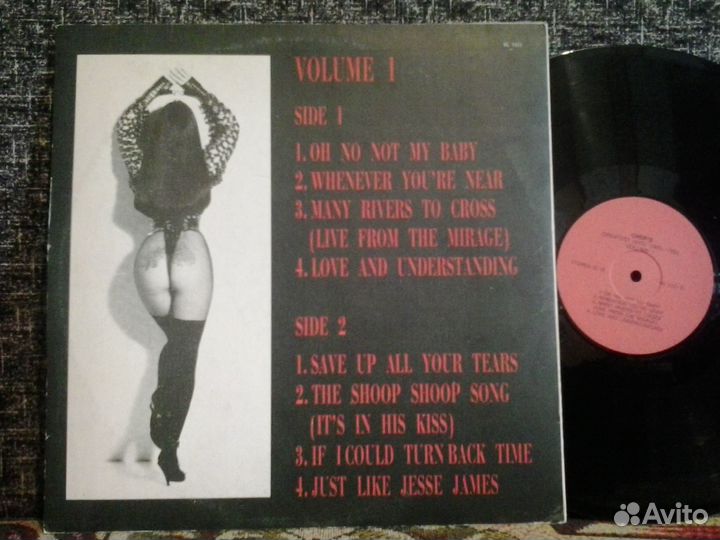 VOLUME 1
SIDE 1
1. OH NO NOT MY BABY
2. WHENEVER YOU'RE NEAR
3. MANY RIVERS TO CROSS
(LIVE FROM THE MIRAGE)
4. LOVE AND UNDERSTANDING
SIDE 2
1. SAVE UP ALL YOUR TEARS
2. THE SHOOP SHOOP SONG
(IT'S IN HIS KISS)
3. IF I COULD TURN BACK TIME
4. JUST LIKE JESSE JAMES
Avito